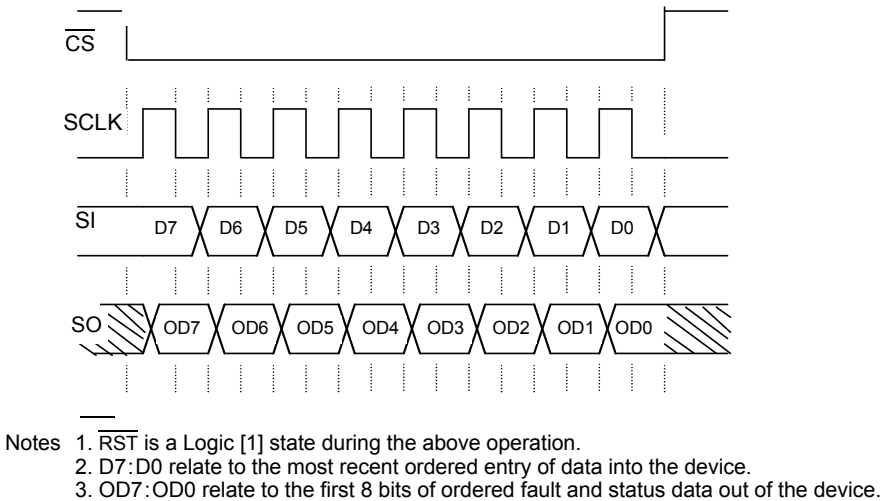 CS
SCLK
SI D7 D6 D5 D4 D3 D2 D1 D0
SO OD7 OD6 OD5 OD4 OD3 OD2 OD1 OD0
Notes 1. RST is a Logic [1] state during the above operation.
2. D7:D0 relate to the most recent ordered entry of data into the device.
3. OD7:OD0 relate to the first 8 bits of ordered fault and status data out of the device.